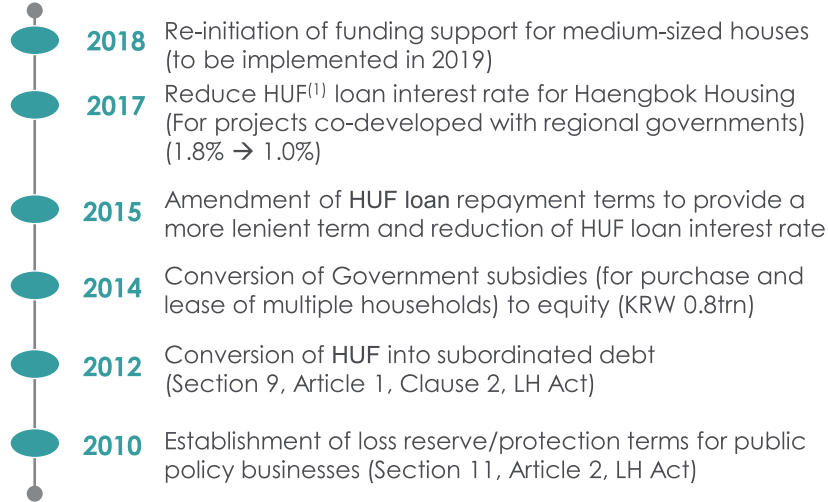 2018 Re-initiation of funding support for medium-sized houses
(to be implemented in 2019)
2017 Reduce HUF(1) loan interest rate for Haengbok Housing
(For projects co-developed with regional governments)
(1.8% → 1.0%)
2015 Amendment of HUF loan repayment terms to provide a
more lenient term and reduction of HUF loan interest rate
2014 Conversion of Government subsidies (for purchase and
lease of multiple households) to equity (KRW 0.8trn)
2012 Conversion of HUF into subordinated debt
(Section 9, Article 1, Clause 2, LH Act)
2010 Establishment of loss reserve/protection terms for public
policy businesses (Section 11, Article 2, LH Act)